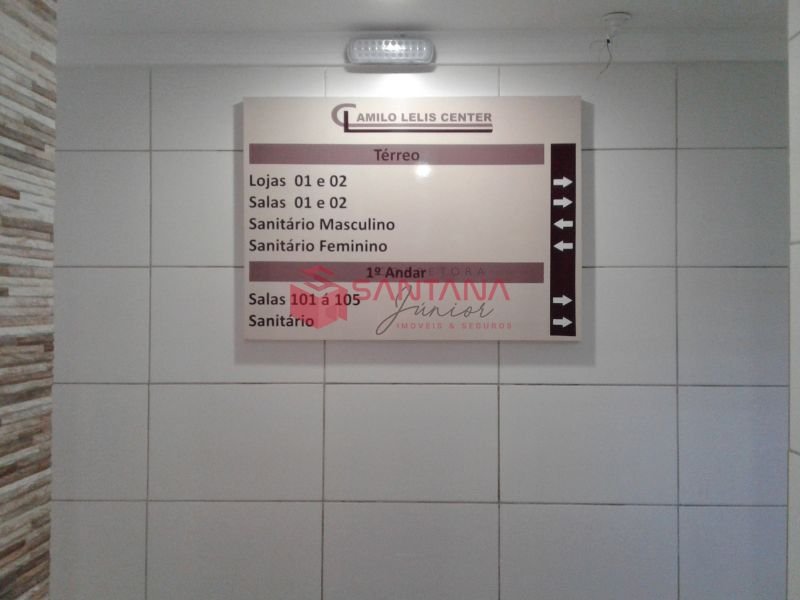 CAMILO LELIS CENTER
Térreo
Lojas 01 e 02
Salas 01 e 02
Sanitário Masculino
Sanitário Feminino
1º Andar
Salas 101 á 105
Sanitário
SANTANA
Júnior
IMÓVEIS & SEGUROS